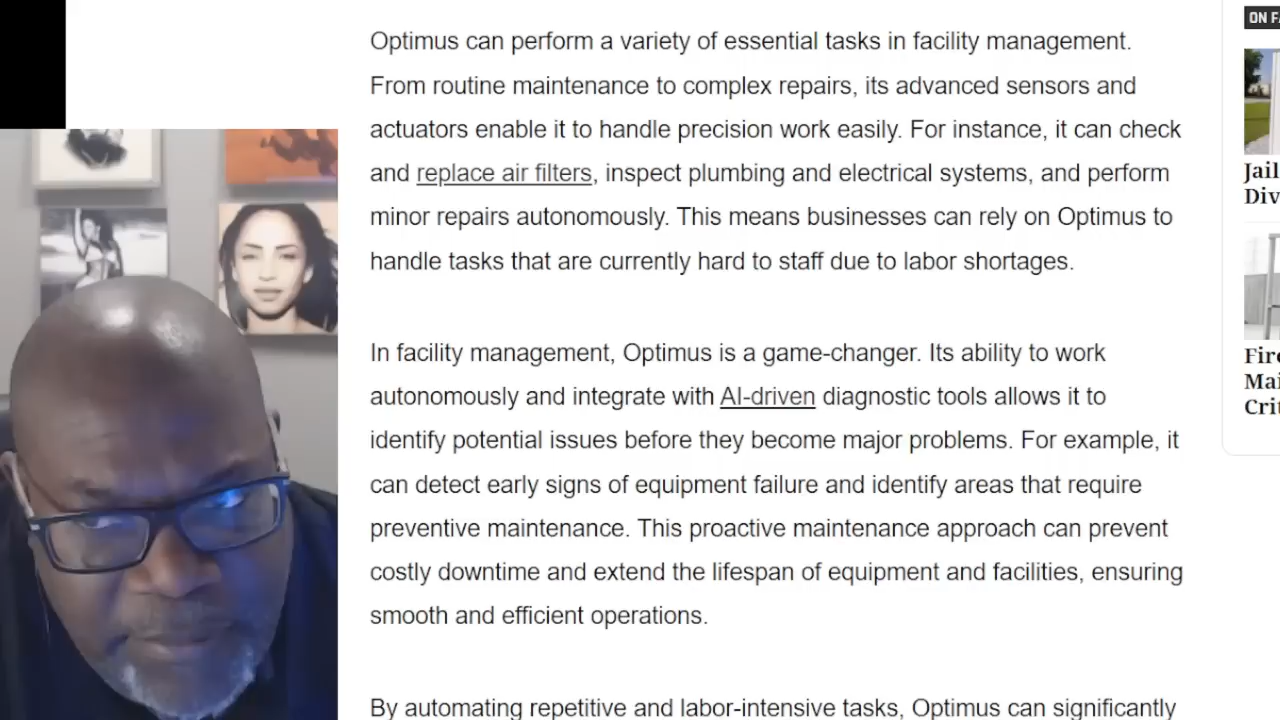 Optimus can perform a variety of essential tasks in facility management.
From routine maintenance to complex repairs, its advanced sensors and
actuators enable it to handle precision work easily. For instance, it can check
and replace air filters, inspect plumbing and electrical systems, and perform
minor repairs autonomously. This means businesses can rely on Optimus to
handle tasks that are currently hard to staff due to labor shortages.
In facility management, Optimus is a game-changer. Its ability to work
autonomously and integrate with AI-driven diagnostic tools allows it to
identify potential issues before they become major problems. For example, it
can detect early signs of equipment failure and identify areas that require
preventive maintenance. This proactive maintenance approach can prevent
costly downtime and extend the lifespan of equipment and facilities, ensuring
smooth and efficient operations.
By automating repetitive and labor-intensive tasks, Optimus can significantly
ON
Jail